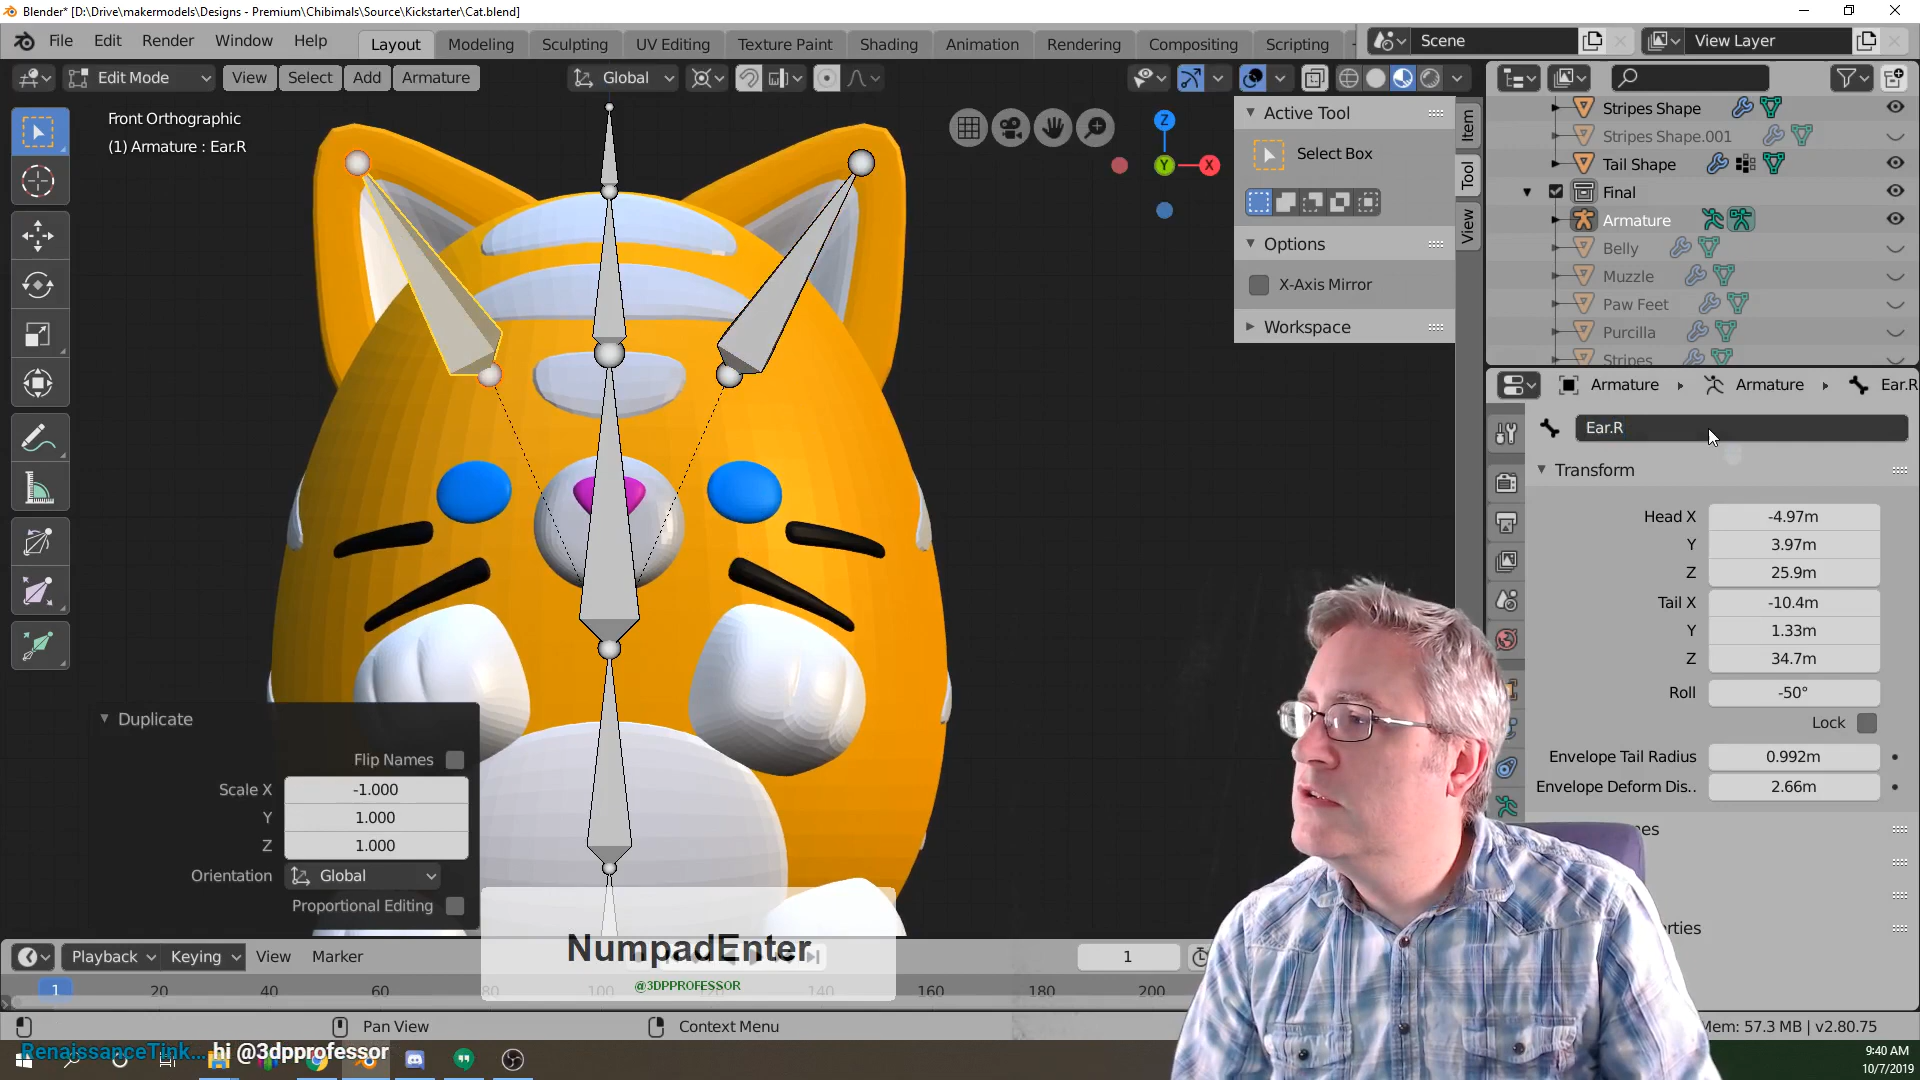 Blender* [D:\Drive\makermodels\Designs - Premium\Chibimals\Source\Kickstarter\Cat.blend]
File Edit Render Window Help Layout Modeling Sculpting UV Editing Texture Paint Shading Animation Rendering Compositing Scripting Scene View Layer
Edit Mode View Select Add Armature Global
Front Orthographic
(1) Armature : Ear.R
Z
Y
X
Active Tool
Select Box
Options
X-Axis Mirror
Workspace
Item
Tool
View
Stripes Shape
Stripes Shape.001
Tail Shape
Final
Armature
Belly
Muzzle
Paw Feet
Purcilla
Stripes
Armature Armature Ear.R
Ear.R
Transform
Head X -4.97m
Y 3.97m
Z 25.9m
Tail X -10.4m
Y 1.33m
Z 34.7m
Roll -50°
Lock
Envelope Tail Radius 0.992m
Envelope Deform Dis.. 2.66m
Duplicate
Flip Names
Scale X -1.000
Y 1.000
Z 1.000
Orientation Global
Proportional Editing
NumpadEnter
@3DPPROFESSOR
Playback Keying View Marker 1
1 20 40 60 80 100 120 140 160 180 200
Pan View Context Menu
Mem: 57.3 MB | v2.80.75
RenaissanceTink... hi @3dpprofessor
9:40 AM
10/7/2019